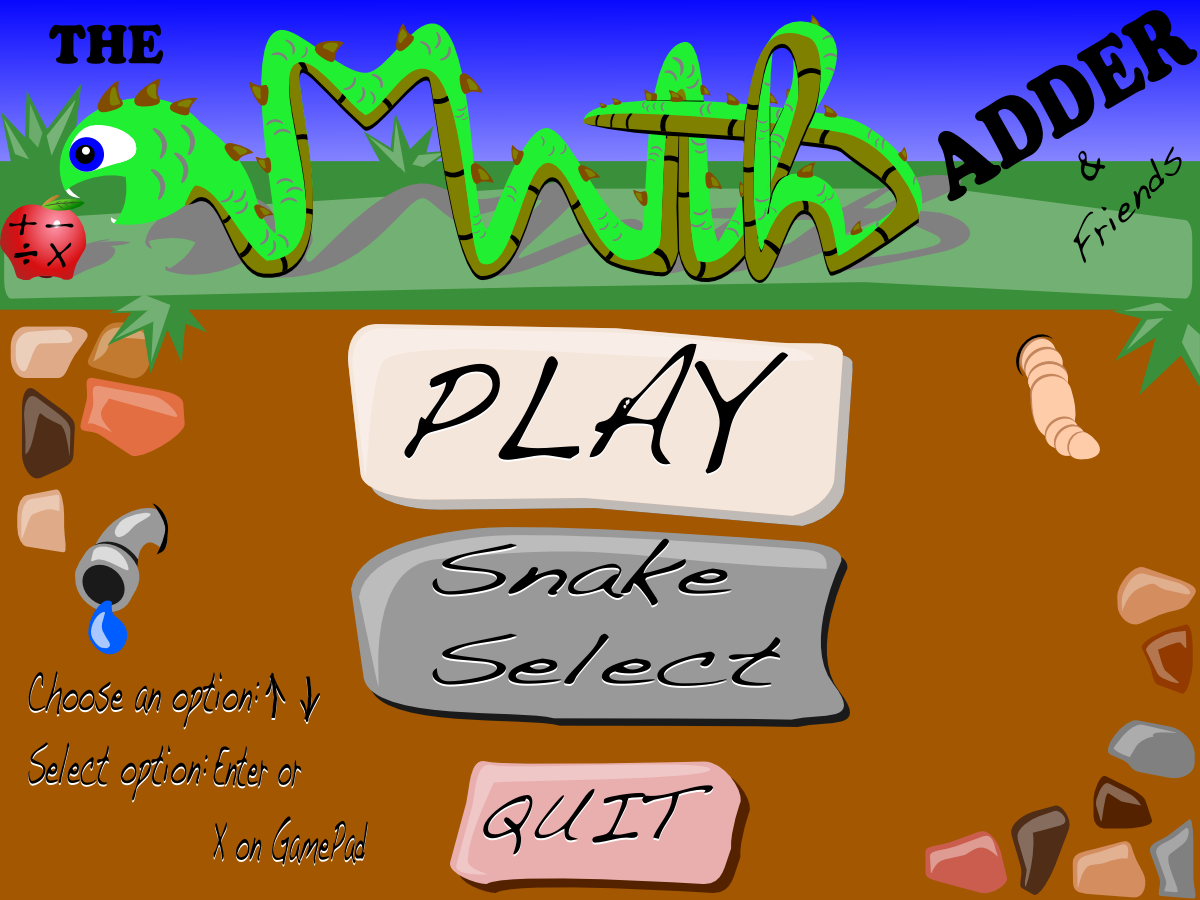 THE Math ADDER
& Friends
+ −
÷ X
PLAY
Snake
Select
Choose an option: ↑ ↓
Select option: Enter or
X on GamePad
QUIT